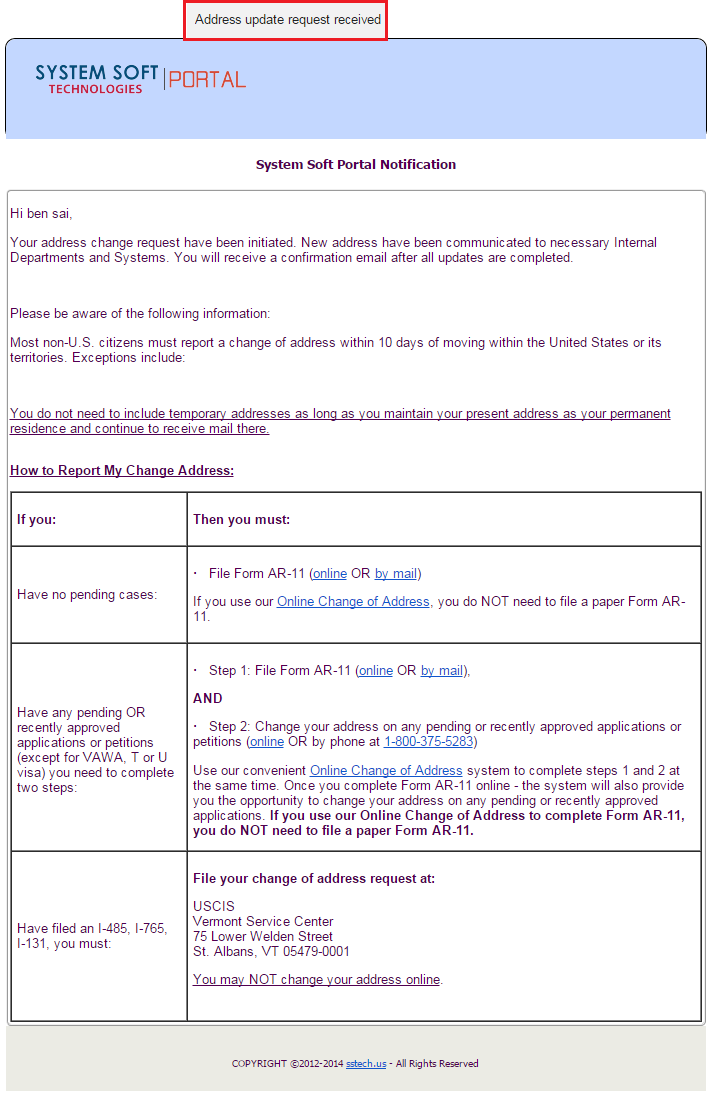 Address update request received
SYSTEM SOFT
TECHNOLOGIES
PORTAL
System Soft Portal Notification
Hi ben sai,
Your address change request have been initiated. New address have been communicated to necessary Internal
Departments and Systems. You will receive a confirmation email after all updates are completed.
Please be aware of the following information:
Most non-U.S. citizens must report a change of address within 10 days of moving within the United States or its
territories. Exceptions include:
You do not need to include temporary addresses as long as you maintain your present address as your permanent
residence and continue to receive mail there.
How to Report My Change Address:
If you:
Then you must:
Have no pending cases:
· File Form AR-11 (online OR by mail)
If you use our Online Change of Address, you do NOT need to file a paper Form AR-
11.
Have any pending OR
recently approved
applications or petitions
(except for VAWA, T or U
visa) you need to complete
two steps:
· Step 1: File Form AR-11 (online OR by mail),
AND
· Step 2: Change your address on any pending or recently approved applications or
petitions (online OR by phone at 1-800-375-5283)
Use our convenient Online Change of Address system to complete steps 1 and 2 at
the same time. Once you complete Form AR-11 online - the system will also provide
you the opportunity to change your address on any pending or recently approved
applications. If you use our Online Change of Address to complete Form AR-11,
you do NOT need to file a paper Form AR-11.
Have filed an I-485, I-765,
I-131, you must:
File your change of address request at:
USCIS
Vermont Service Center
75 Lower Welden Street
St. Albans, VT 05479-0001
You may NOT change your address online.
COPYRIGHT ©2012-2014 sstech.us - All Rights Reserved